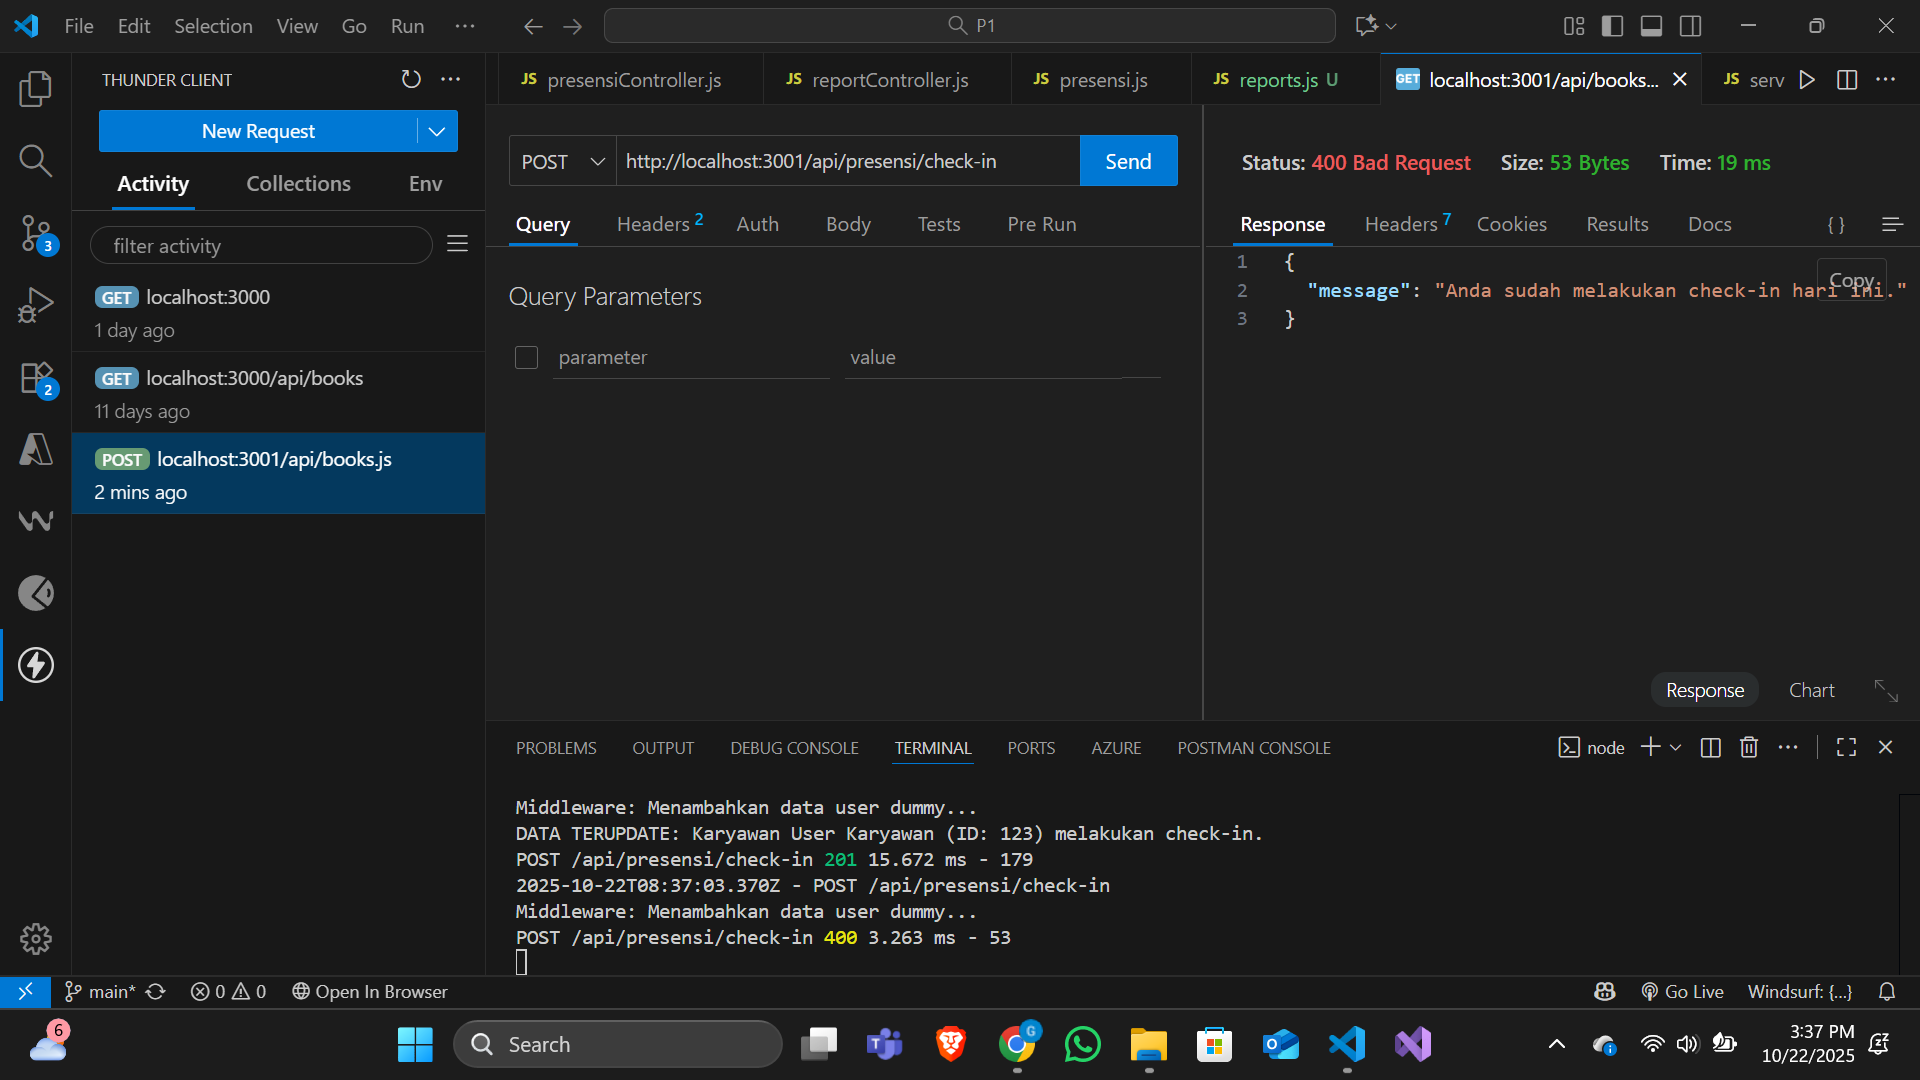 File Edit Selection View Go Run ···
P1
THUNDER CLIENT
New Request
Activity Collections Env
filter activity
GET localhost:3000
1 day ago
GET localhost:3000/api/books
11 days ago
POST localhost:3001/api/books.js
2 mins ago
3
2
JS presensiController.js
JS reportController.js
JS presensi.js
JS reports.js U
GET localhost:3001/api/books...
JS serv
POST http://localhost:3001/api/presensi/check-in Send
Query Headers 2 Auth Body Tests Pre Run
Query Parameters
parameter value
Status: 400 Bad Request Size: 53 Bytes Time: 19 ms
Response Headers 7 Cookies Results Docs { }
1 {
2 "message": "Anda sudah melakukan check-in hari ini."
3 }
Copy
Response Chart
PROBLEMS OUTPUT DEBUG CONSOLE TERMINAL PORTS AZURE POSTMAN CONSOLE
node
Middleware: Menambahkan data user dummy...
DATA TERUPDATE: Karyawan User Karyawan (ID: 123) melakukan check-in.
POST /api/presensi/check-in 201 15.672 ms - 179
2025-10-22T08:37:03.370Z - POST /api/presensi/check-in
Middleware: Menambahkan data user dummy...
POST /api/presensi/check-in 400 3.263 ms - 53
main* 0 0 Open In Browser
Go Live Windsurf: {...}
6
Search
G
3:37 PM
10/22/2025